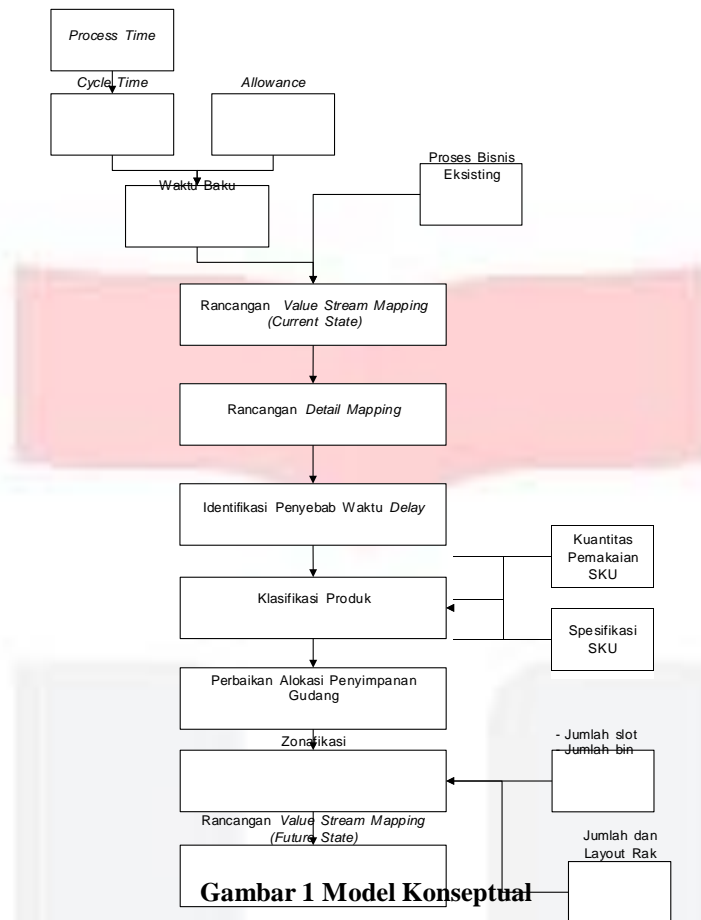 Process Time
Cycle Time
Allowance
Waktu Baku
Proses Bisnis
Eksisting
Rancangan Value Stream Mapping
(Current State)
Rancangan Detail Mapping
Identifikasi Penyebab Waktu Delay
Kuantitas
Pemakaian
SKU
Klasifikasi Produk
Spesifikasi
SKU
Perbaikan Alokasi Penyimpanan
Gudang
Zonafikasi
- Jumlah slot
- Jumlah bin
Rancangan Value Stream Mapping
(Future State)
Jumlah dan
Layout Rak
Gambar 1 Model Konseptual